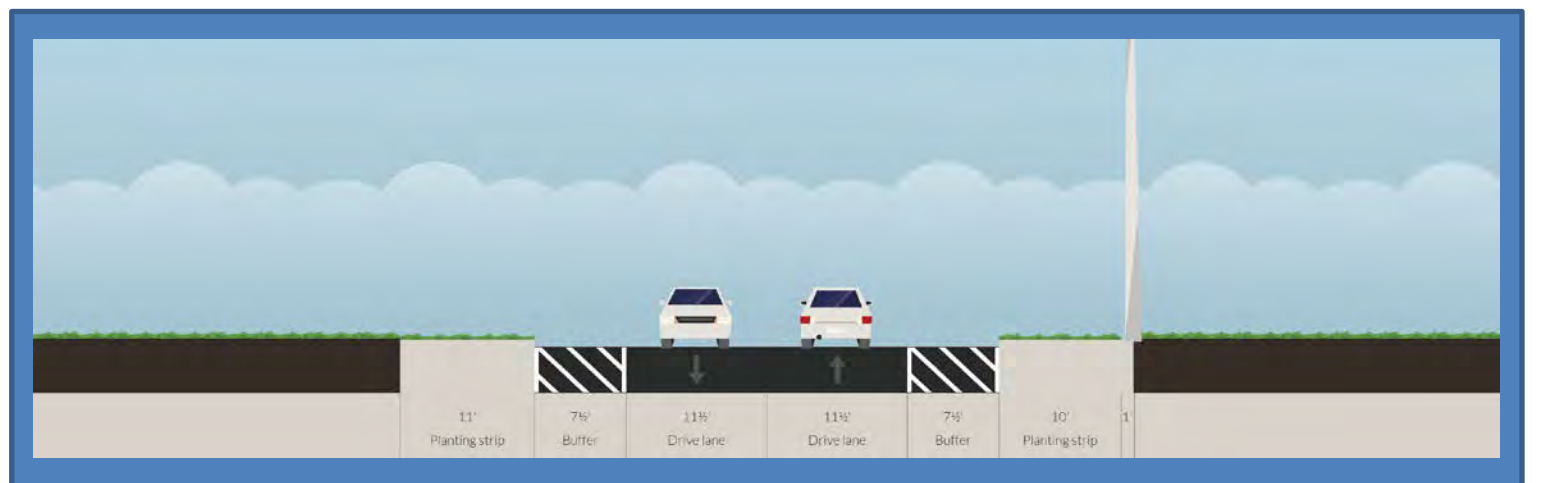 11' 7½' 11½' 11½' 7½' 10' 1'
Planting strip Buffer Drive lane Drive lane Buffer Planting strip